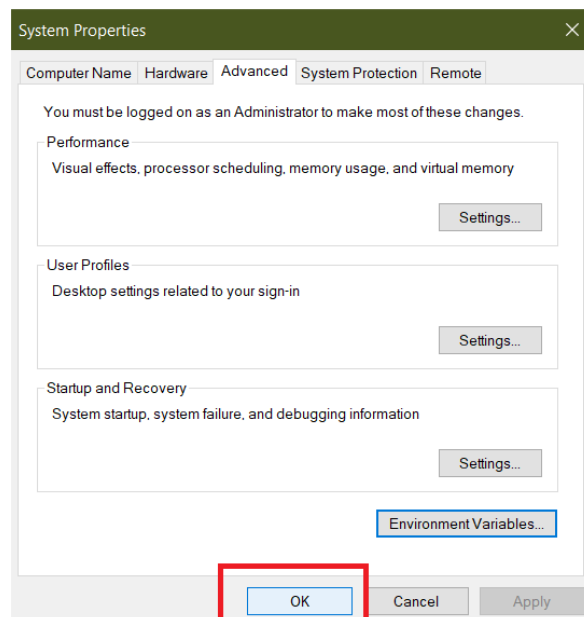 System Properties
Computer Name Hardware Advanced System Protection Remote
You must be logged on as an Administrator to make most of these changes.
Performance
Visual effects, processor scheduling, memory usage, and virtual memory
Settings...
User Profiles
Desktop settings related to your sign-in
Settings...
Startup and Recovery
System startup, system failure, and debugging information
Settings...
Environment Variables...
OK Cancel Apply